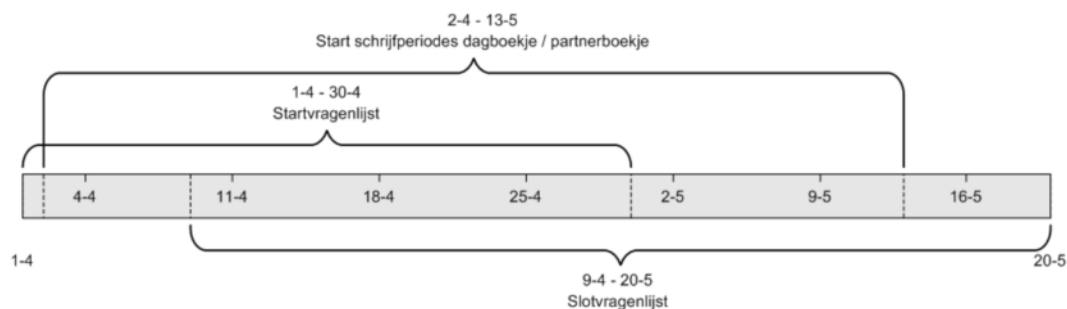 2-4 - 13-5
Start schrijfperiodes dagboekje / partnerboekje
1-4 - 30-4
Startvragenlijst
4-4
11-4
18-4
25-4
2-5
9-5
16-5
1-4
20-5
9-4 - 20-5
Slotvragenlijst